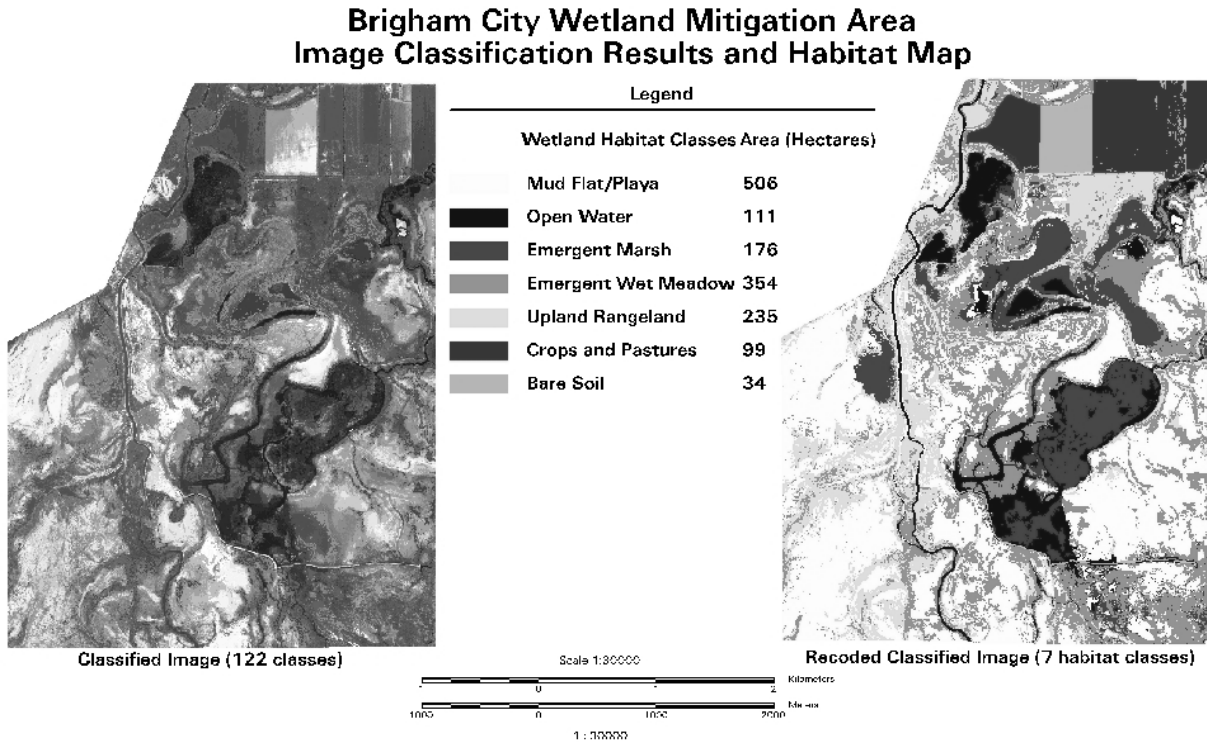 Brigham City Wetland Mitigation Area
Image Classification Results and Habitat Map
Legend
Wetland Habitat Classes Area (Hectares)
Mud Flat/Playa 506
Open Water 111
Emergent Marsh 176
Emergent Wet Meadow 354
Upland Rangeland 235
Crops and Pastures 99
Bare Soil 34
Classified Image (122 classes)
Recoded Classified Image (7 habitat classes)
Scale 1:30000
Kilometers
1 0 1 2
Meters
1000 0 1000 2000
1 : 30000